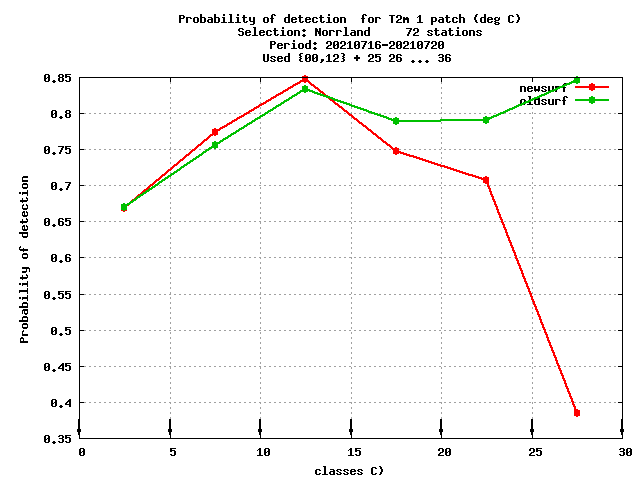 Probability of detection  for T2m 1 patch (deg C)
Selection: Norrland     72 stations
Period: 20210716-20210720
Used {00,12} + 25 26 ... 36
newsurf
oldsurf
0.85
0.8
0.75
0.7
0.65
0.6
0.55
0.5
0.45
0.4
0.35
Probability of detection
0 5 10 15 20 25 30
classes C)